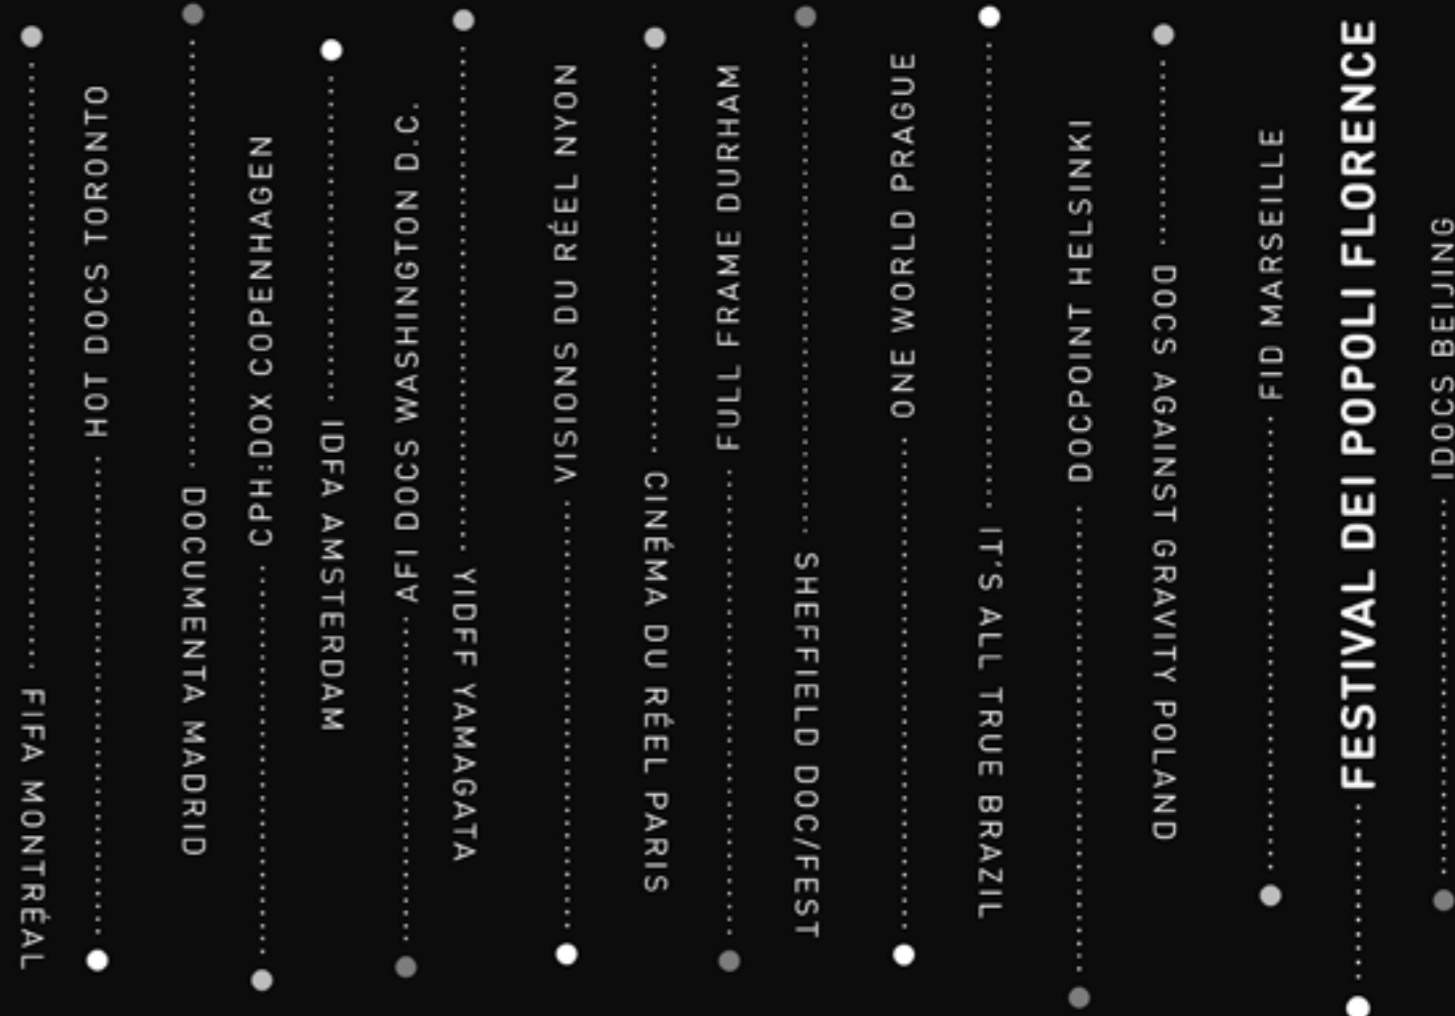 FIFA MONTRÉAL
HOT DOCS TORONTO
DOCUMENTA MADRID
CPH:DOX COPENHAGEN
IDFA AMSTERDAM
AFI DOCS WASHINGTON D.C.
YIDFF YAMAGATA
VISIONS DU RÉEL NYON
CINÉMA DU RÉEL PARIS
FULL FRAME DURHAM
SHEFFIELD DOC/FEST
ONE WORLD PRAGUE
IT'S ALL TRUE BRAZIL
DOCPOINT HELSINKI
DOCS AGAINST GRAVITY POLAND
FID MARSEILLE
FESTIVAL DEI POPOLI FLORENCE
IDOCS BEIJING